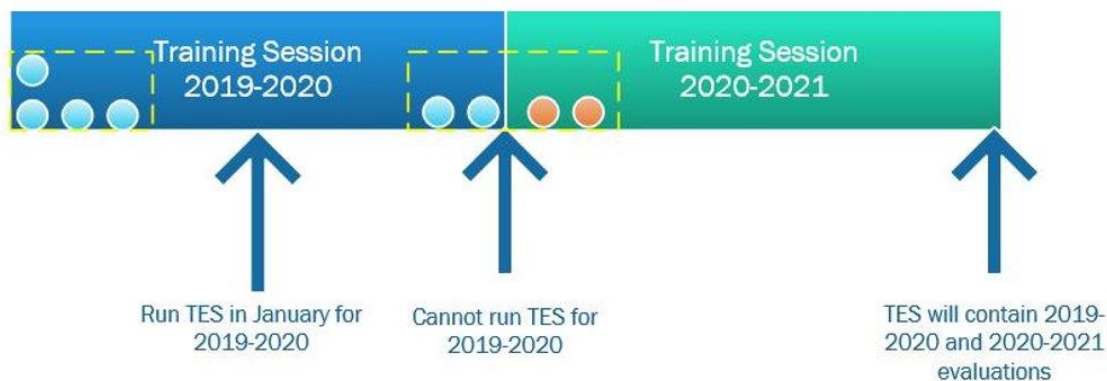 Training Session
2019-2020
Training Session
2020-2021
Run TES in January for
2019-2020
Cannot run TES for
2019-2020
TES will contain 2019-
2020 and 2020-2021
evaluations